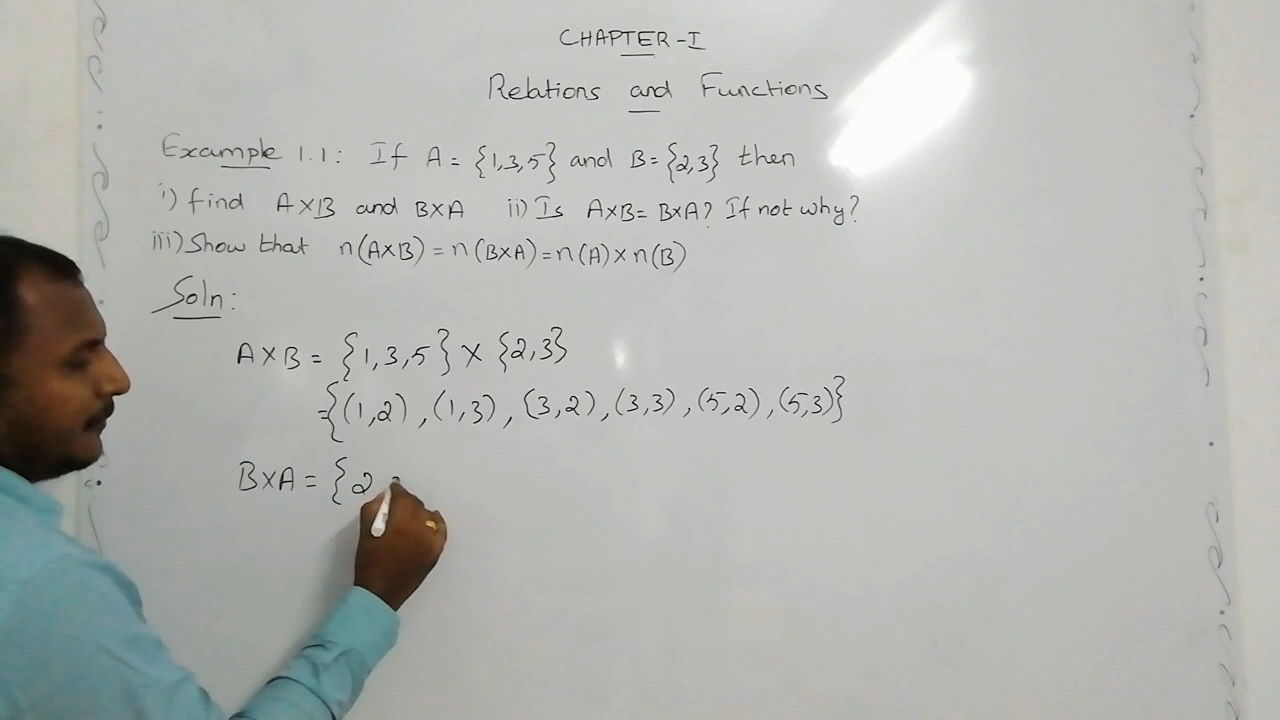 CHAPTER-I
Relations and Functions
Example 1.1: If A = {1,3,5} and B = {2,3} then
i) find A×B and B×A ii) Is A×B = B×A? If not why?
iii) Show that n(A×B) = n(B×A) = n(A) × n(B)
Soln:
A×B = {1,3,5} × {2,3}
={(1,2), (1,3), (3,2), (3,3), (5,2), (5,3)}
B×A = {2